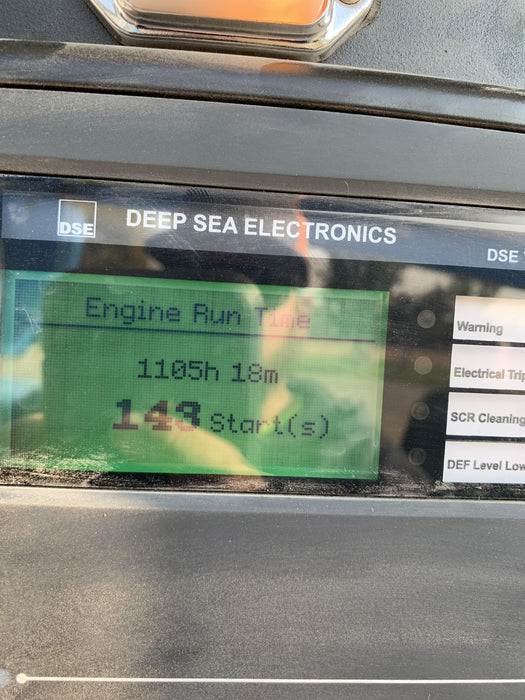 DSE
DEEP SEA ELECTRONICS
DSE
Engine Run Time
1105h 18m
143 Start(s)
Warning
Electrical Trip
SCR Cleaning
DEF Level Low